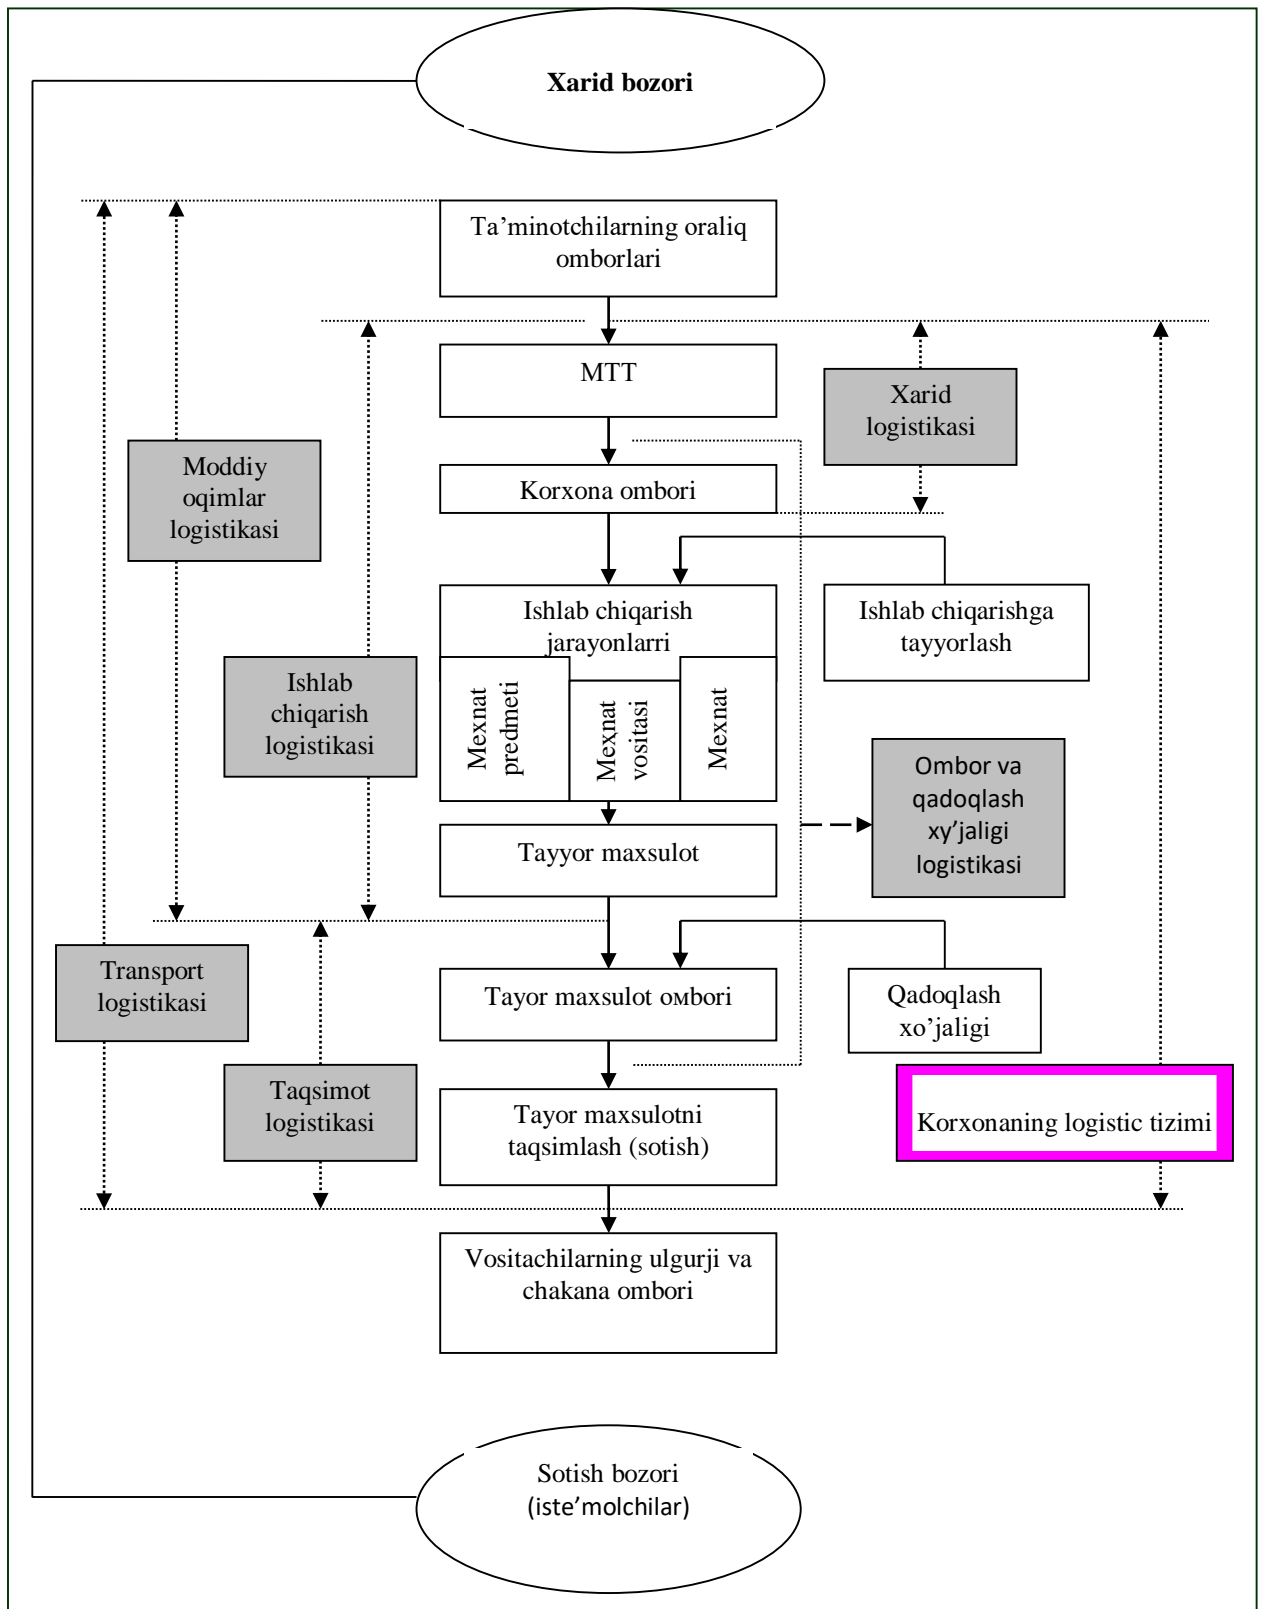 Xarid bozori
Ta’minotchilarning oraliq
omborlari
MTT
Xarid
logistikasi
Moddiy
oqimlar
logistikasi
Korxona ombori
Ishlab chiqarish
jarayonlarri
Ishlab chiqarishga
tayyorlash
Ishlab
chiqarish
logistikasi
Mexnat
predmeti
Meҳnat
vositasi
Mexnat
Ombor va
qadoqlash
xy’jaligi
logistikasi
Tayyor maxsulot
Transport
logistikasi
Tayor maxsulot омbori
Qadoqlash
xo’jaligi
Taqsimot
logistikasi
Tayor maxsulotni
taqsimlash (sotish)
Korxonaning logistic tizimi
Vositachilarning ulgurji va
chakana ombori
Sotish bozori
(iste’molchilar)